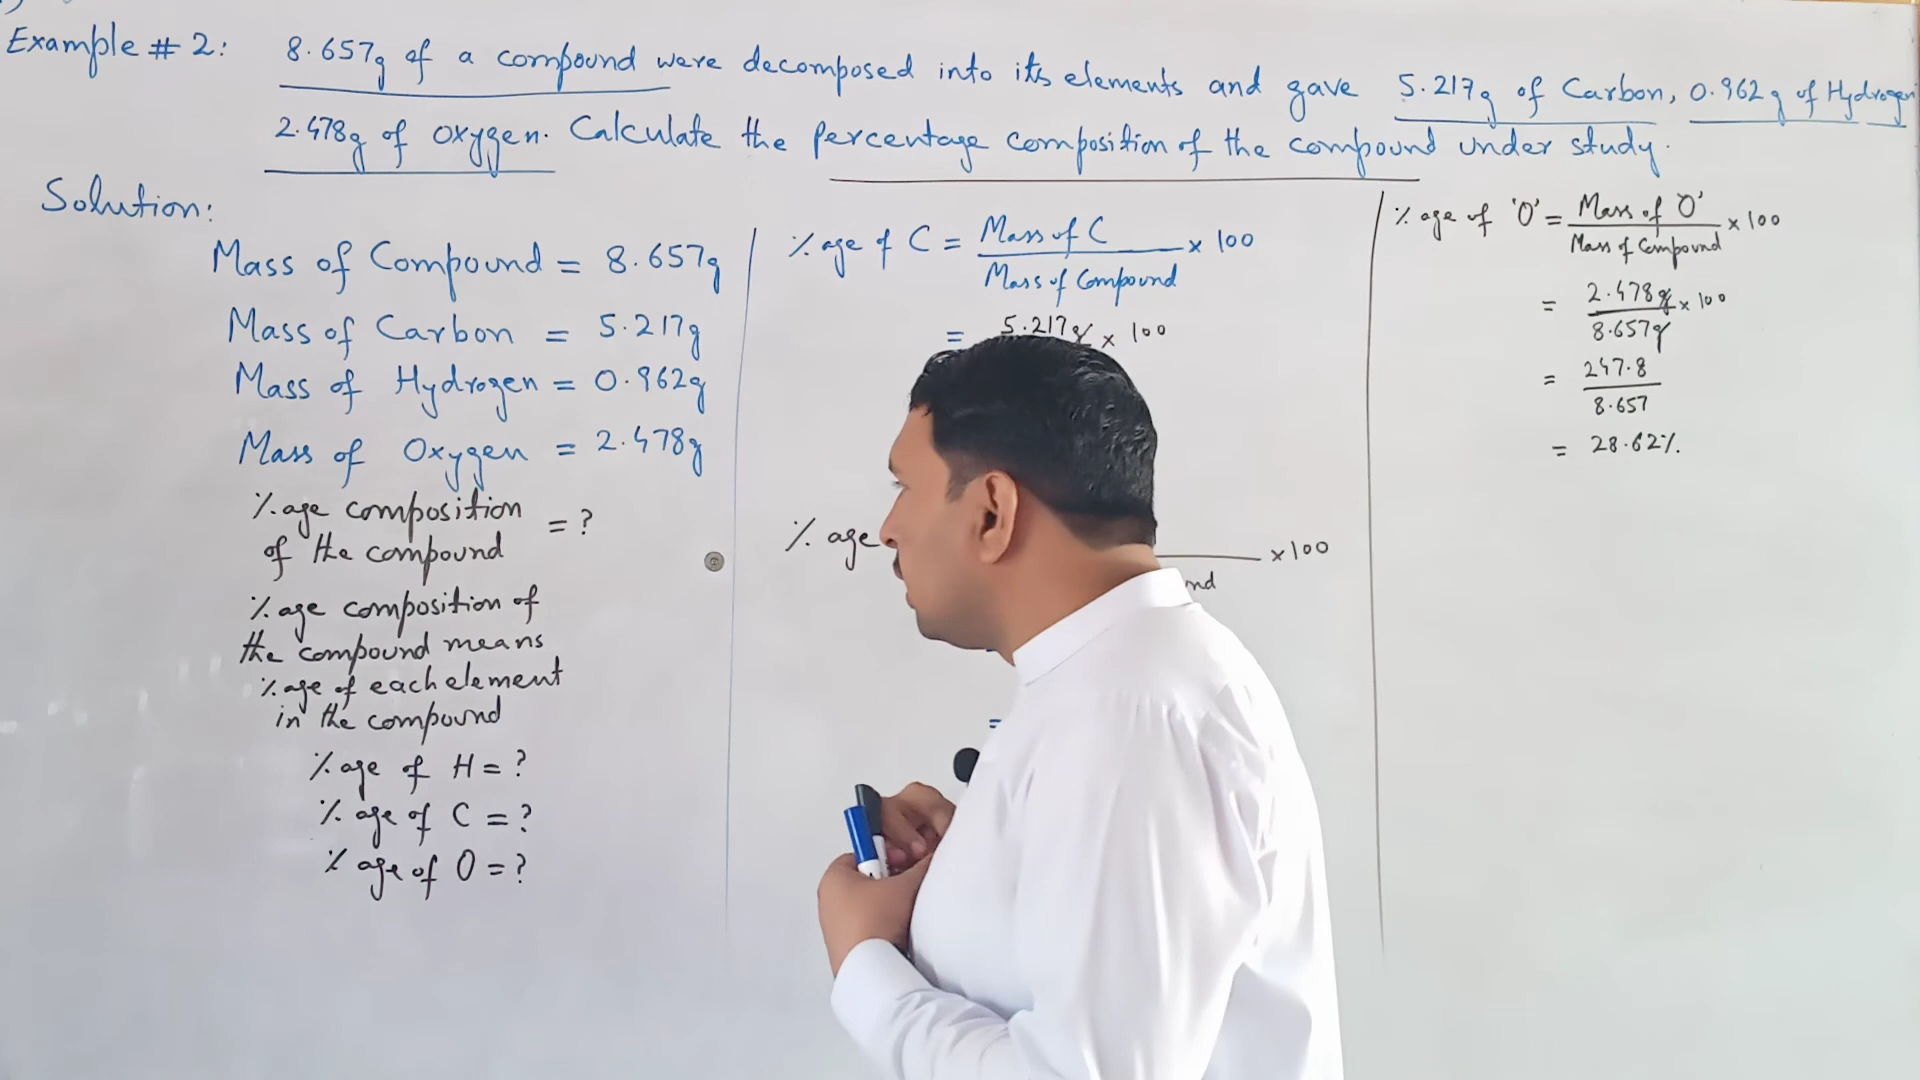 Example # 2: 8.657g of a compound were decomposed into its elements and gave 5.217g of Carbon, 0.962g of Hydrogen
2.478g of oxygen. Calculate the percentage composition of the compound under study.
Solution:
Mass of Compound = 8.657g
Mass of Carbon = 5.217g
Mass of Hydrogen = 0.962g
Mass of Oxygen = 2.478g
%age composition
of the compound = ?
%age composition of
the compound means
%age of each element
in the compound
%age of H = ?
%age of C = ?
%age of O = ?
%age of C = Mass of C × 100
Mass of Compound
= 5.217g × 100
%age
× 100
nd
=
%age of 'O' = Mass of 'O' × 100
Mass of Compound
= 2.478g × 100
8.657g
= 247.8
8.657
= 28.62%